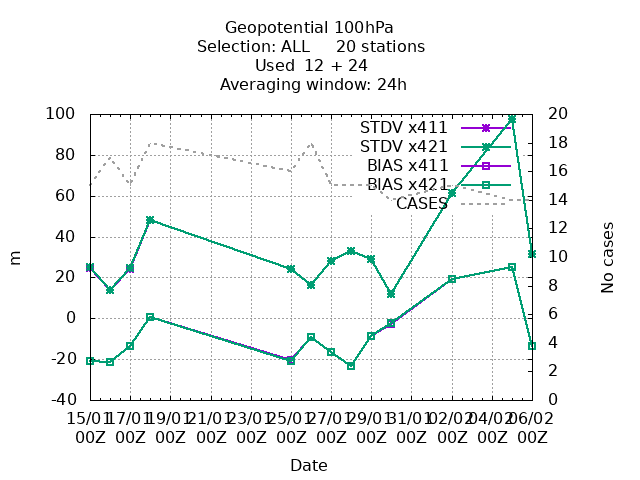 Geopotential 100hPa
Selection: ALL 20 stations
Used 12 + 24
Averaging window: 24h
100
80
60
40
20
0
-20
-40
m
20
18
16
14
12
10
8
6
4
2
0
No cases
STDV x411
STDV x421
BIAS x411
BIAS x421
CASES
15/01 17/01 19/01 21/01 23/01 25/01 27/01 29/01 31/01 02/02 04/02 06/02
00Z 00Z 00Z 00Z 00Z 00Z 00Z 00Z 00Z 00Z 00Z 00Z
Date